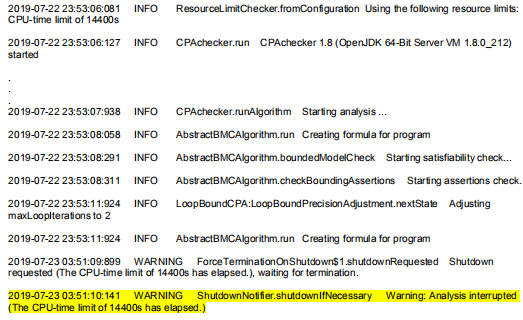 2019-07-22 23:53:06:081 INFO ResourceLimitChecker.fromConfiguration Using the following resource limits:
CPU-time limit of 14400s
2019-07-22 23:53:06:127 INFO CPAchecker.run CPAchecker 1.8 (OpenJDK 64-Bit Server VM 1.8.0_212)
started
.
.
.
2019-07-22 23:53:07:938 INFO CPAchecker.runAlgorithm Starting analysis ...
2019-07-22 23:53:08:058 INFO AbstractBMCAlgorithm.run Creating formula for program
2019-07-22 23:53:08:291 INFO AbstractBMCAlgorithm.boundedModelCheck Starting satisfiability check...
2019-07-22 23:53:08:311 INFO AbstractBMCAlgorithm.checkBoundingAssertions Starting assertions check.
2019-07-22 23:53:11:924 INFO LoopBoundCPA:LoopBoundPrecisionAdjustment.nextState Adjusting
maxLoopIterations to 2
2019-07-22 23:53:11:924 INFO AbstractBMCAlgorithm.run Creating formula for program
2019-07-23 03:51:09:899 WARNING ForceTerminationOnShutdown$1.shutdownRequested Shutdown
requested (The CPU-time limit of 14400s has elapsed.), waiting for termination.
2019-07-23 03:51:10:141 WARNING ShutdownNotifier.shutdownIfNecessary Warning: Analysis interrupted
(The CPU-time limit of 14400s has elapsed.)